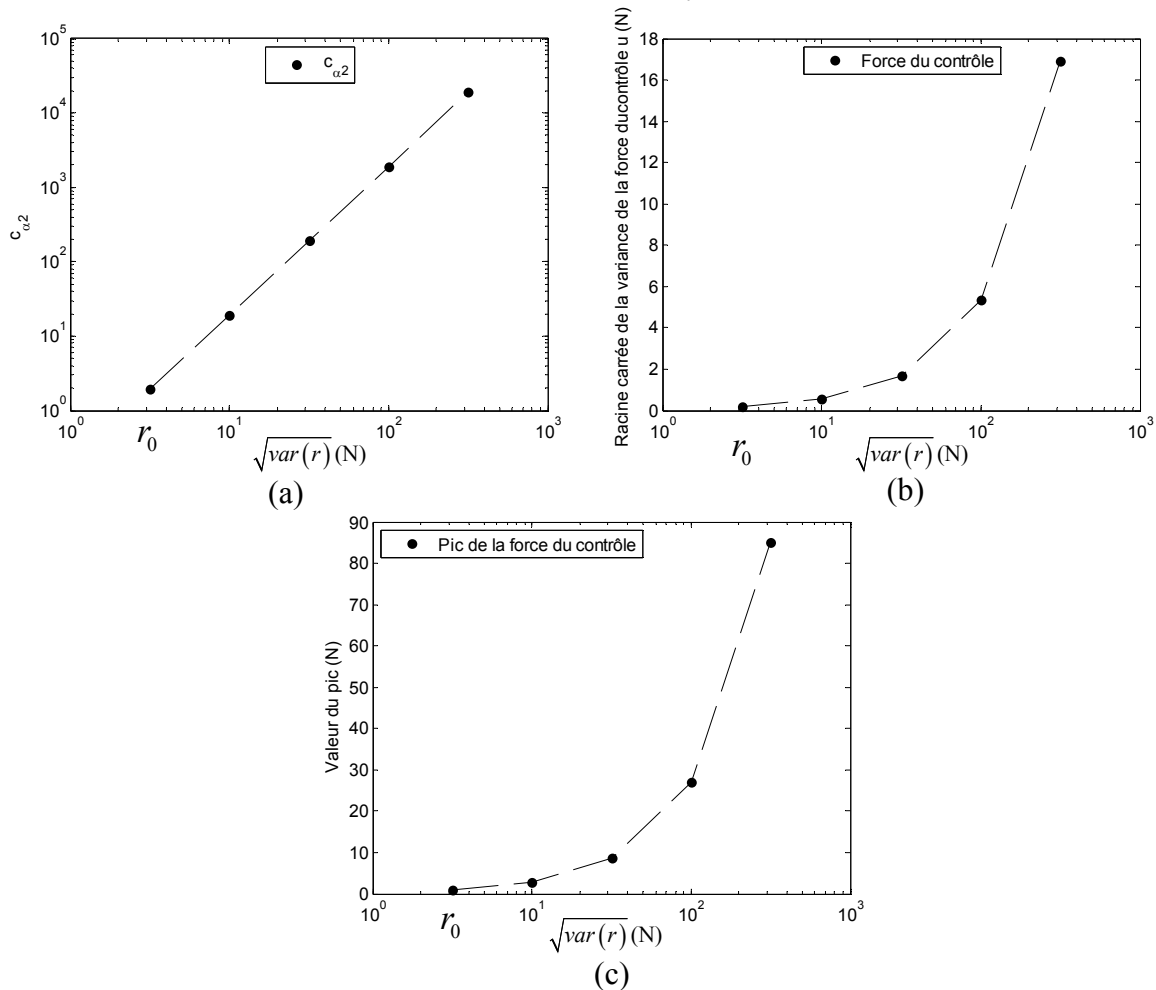 c_α2
10^5
10^4
10^3
10^2
10^1
10^0
c_α2
10^0
10^1
10^2
10^3
r_0
√var(r) (N)
(a)
Racine carrée de la variance de la force ducontrôle u (N)
18
16
14
12
10
8
6
4
2
0
Force du contrôle
10^0
10^1
10^2
10^3
r_0
√var(r) (N)
(b)
Valeur du pic (N)
90
80
70
60
50
40
30
20
10
0
Pic de la force du contrôle
10^0
10^1
10^2
10^3
r_0
√var(r) (N)
(c)